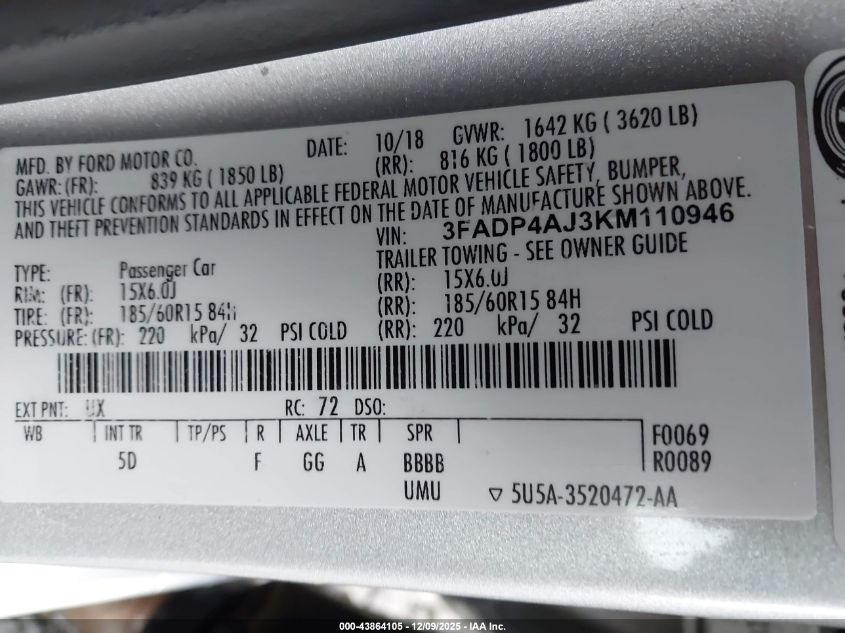 MFD. BY FORD MOTOR CO.
DATE: 10/18 GVWR: 1642 KG ( 3620 LB)
GAWR: (FR): 839 KG ( 1850 LB) (RR): 816 KG ( 1800 LB)
THIS VEHICLE CONFORMS TO ALL APPLICABLE FEDERAL MOTOR VEHICLE SAFETY, BUMPER,
AND THEFT PREVENTION STANDARDS IN EFFECT ON THE DATE OF MANUFACTURE SHOWN ABOVE.
VIN: 3FADP4AJ3KM110946
TYPE: Passenger Car TRAILER TOWING - SEE OWNER GUIDE
RIM: (FR): 15X6.0J (RR): 15X6.0J
TIRE: (FR): 185/60R15 84H (RR): 185/60R15 84H
PRESSURE: (FR): 220 kPa/ 32 PSI COLD (RR): 220 kPa/ 32 PSI COLD
EXT PNT: UX RC: 72 DSO:
WB INT TR TP/PS R AXLE TR SPR F0069
5D F GG A BBBB R0089
UMU ▽ 5U5A-3520472-AA
000-43864105 - 12/09/2025 - IAA Inc.